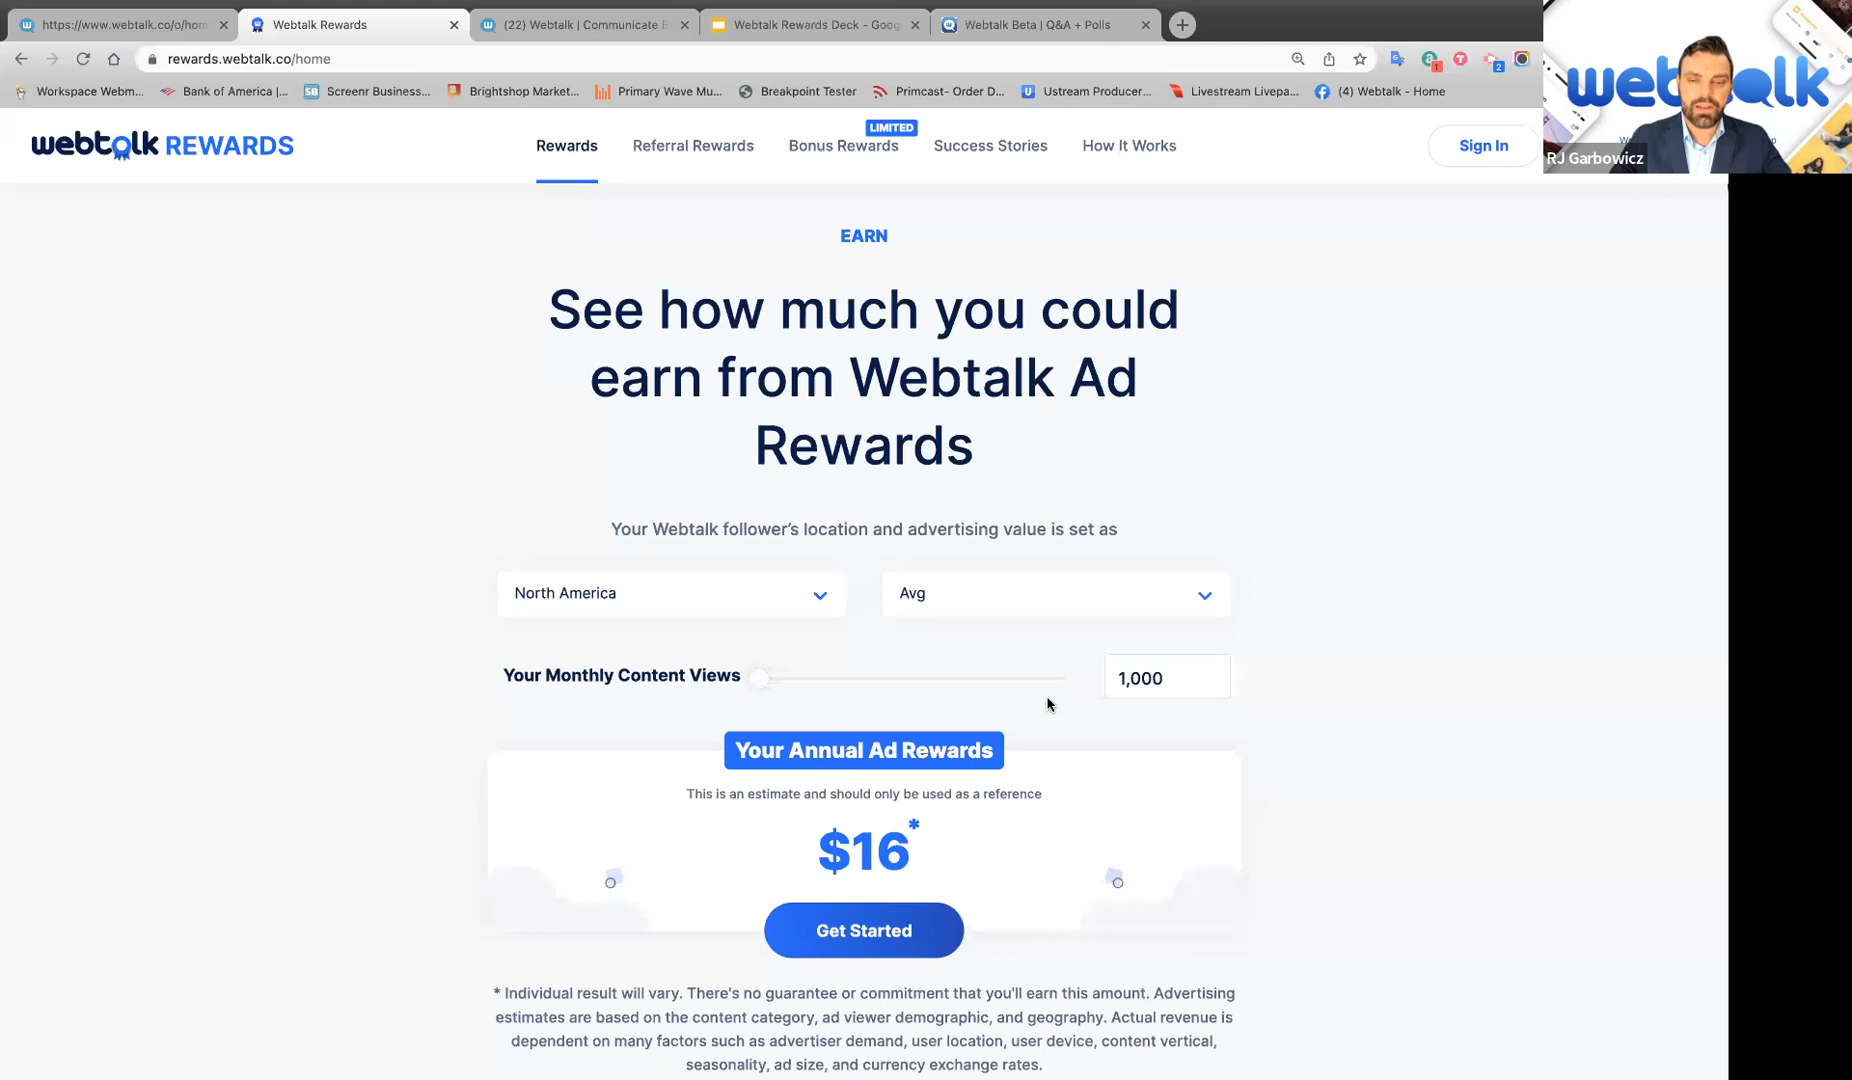 https://www.webtalk.co/o/hom
Webtalk Rewards
(22) Webtalk | Communicate E
Webtalk Rewards Deck - Goog
Webtalk Beta | Q&A + Polls
rewards.webtalk.co/home
1
2
Workspace Webm...
Bank of America |...
Screenr Business...
Brightshop Market...
Primary Wave Mu...
Breakpoint Tester
Primcast- Order D...
Ustream Producer...
Livestream Livepa...
(4) Webtalk - Home
webtalk
RJ Garbowicz
webtalk REWARDS
Rewards
Referral Rewards
LIMITED
Bonus Rewards
Success Stories
How It Works
Sign In
EARN
See how much you could
earn from Webtalk Ad
Rewards
Your Webtalk follower's location and advertising value is set as
North America
Avg
Your Monthly Content Views
1,000
Your Annual Ad Rewards
This is an estimate and should only be used as a reference
$16*
Get Started
* Individual result will vary. There's no guarantee or commitment that you'll earn this amount. Advertising
estimates are based on the content category, ad viewer demographic, and geography. Actual revenue is
dependent on many factors such as advertiser demand, user location, user device, content vertical,
seasonality, ad size, and currency exchange rates.